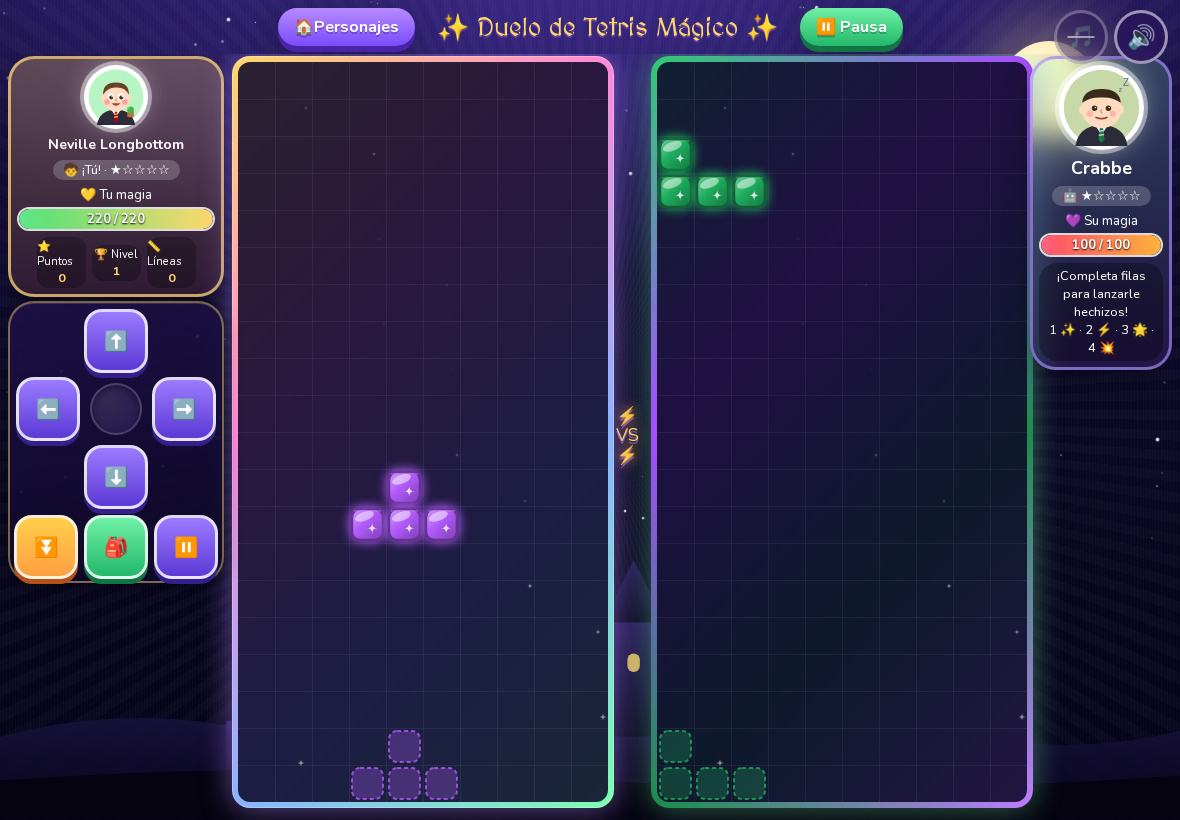 🏠Personajes
✨ Duelo de Tetris Mágico ✨
⏸️ Pausa
Neville Longbottom
🧒 ¡Tú! · ★☆☆☆☆
💛 Tu magia
220 / 220
⭐ Puntos
0
🏆 Nivel
1
📏 Líneas
0
⚡
VS
⚡
z Z
Crabbe
🤖 ★☆☆☆☆
💜 Su magia
100 / 100
¡Completa filas
para lanzarle
hechizos!
1 ✨ · 2 ⚡ · 3 🌟 ·
4 💥